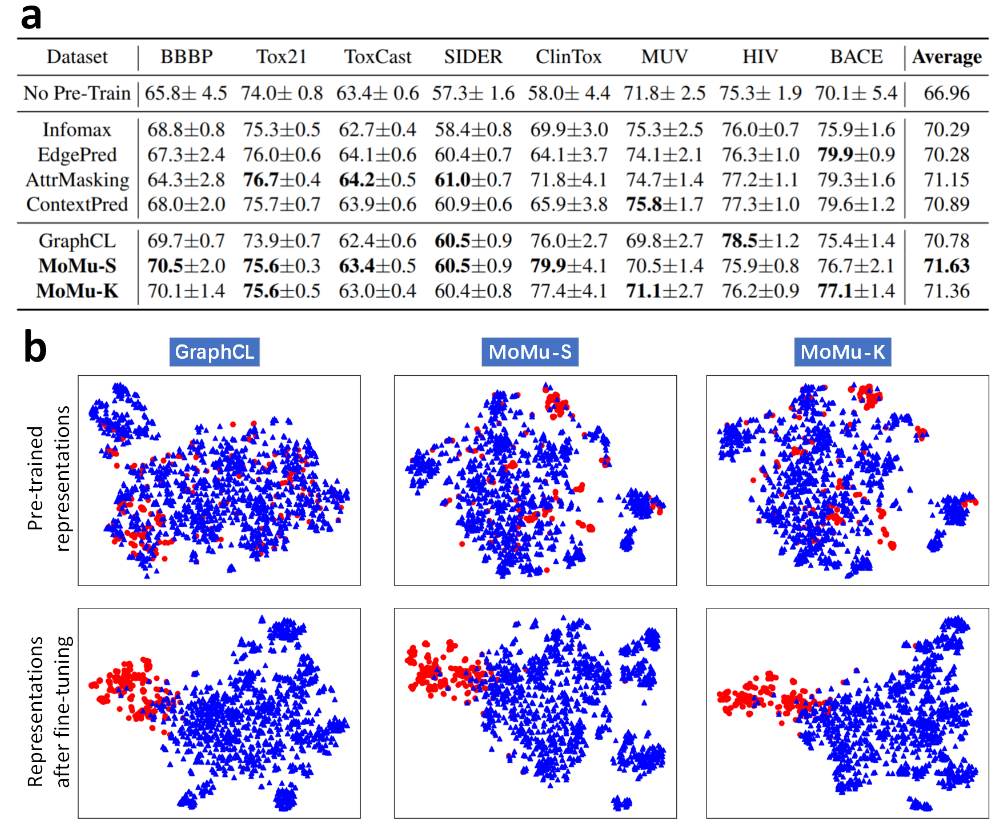 a
Dataset BBBP Tox21 ToxCast SIDER ClinTox MUV HIV BACE Average
No Pre-Train 65.8± 4.5 74.0± 0.8 63.4± 0.6 57.3± 1.6 58.0± 4.4 71.8± 2.5 75.3± 1.9 70.1± 5.4 66.96
Infomax 68.8±0.8 75.3±0.5 62.7±0.4 58.4±0.8 69.9±3.0 75.3±2.5 76.0±0.7 75.9±1.6 70.29
EdgePred 67.3±2.4 76.0±0.6 64.1±0.6 60.4±0.7 64.1±3.7 74.1±2.1 76.3±1.0 79.9±0.9 70.28
AttrMasking 64.3±2.8 76.7±0.4 64.2±0.5 61.0±0.7 71.8±4.1 74.7±1.4 77.2±1.1 79.3±1.6 71.15
ContextPred 68.0±2.0 75.7±0.7 63.9±0.6 60.9±0.6 65.9±3.8 75.8±1.7 77.3±1.0 79.6±1.2 70.89
GraphCL 69.7±0.7 73.9±0.7 62.4±0.6 60.5±0.9 76.0±2.7 69.8±2.7 78.5±1.2 75.4±1.4 70.78
MoMu-S 70.5±2.0 75.6±0.3 63.4±0.5 60.5±0.9 79.9±4.1 70.5±1.4 75.9±0.8 76.7±2.1 71.63
MoMu-K 70.1±1.4 75.6±0.5 63.0±0.4 60.4±0.8 77.4±4.1 71.1±2.7 76.2±0.9 77.1±1.4 71.36
b
GraphCL MoMu-S MoMu-K
Pre-trained
representations
Representations
after fine-tuning